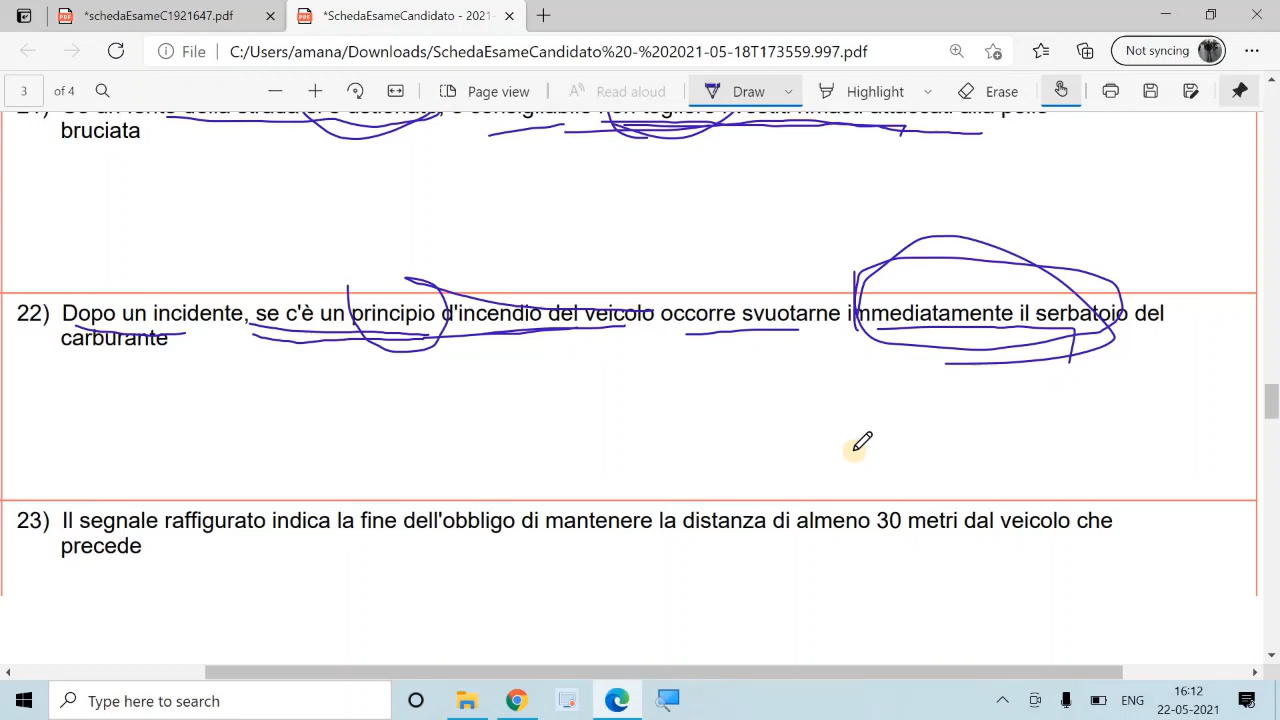 *schedaEsameC1921647.pdf
*SchedaEsameCandidato - 2021-
File
C:/Users/amana/Downloads/SchedaEsameCandidato%20-%202021-05-18T173559.997.pdf
Not syncing
3 of 4
Page view
Read aloud
Draw
Highlight
Erase
bruciata
22) Dopo un incidente, se c'è un principio d'incendio del veicolo occorre svuotarne immediatamente il serbatoio del
carburante
23) Il segnale raffigurato indica la fine dell'obbligo di mantenere la distanza di almeno 30 metri dal veicolo che
precede
Type here to search
ENG
16:12
22-05-2021